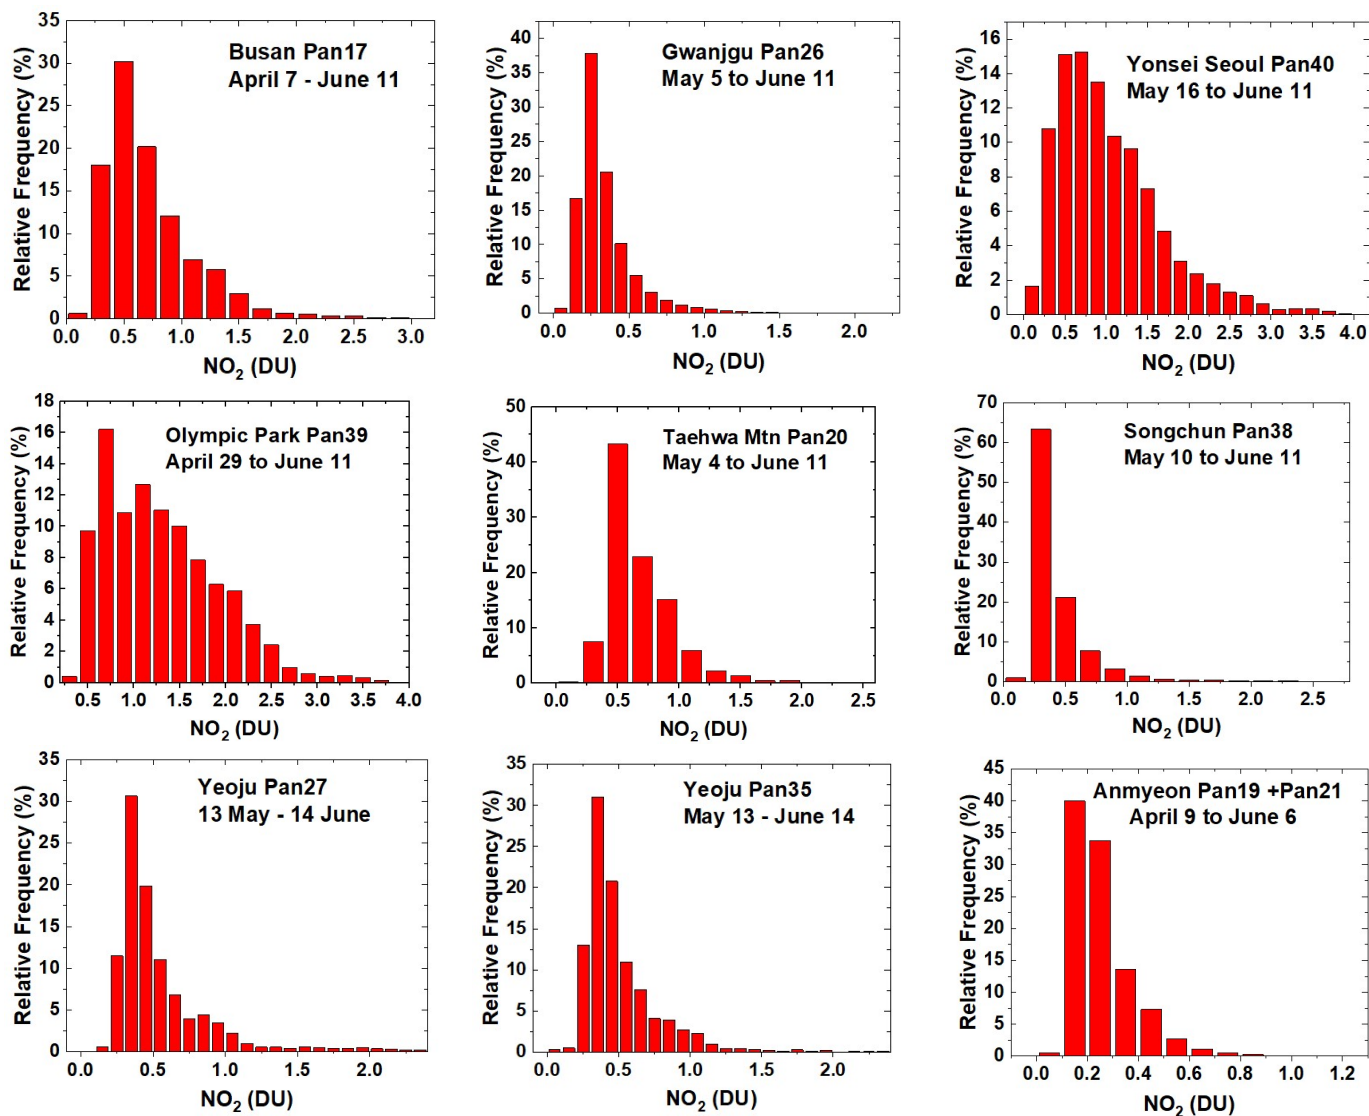 Busan Pan17
April 7 - June 11
Relative Frequency (%)
35
30
25
20
15
10
5
0
0.0 0.5 1.0 1.5 2.0 2.5 3.0
NO₂ (DU)
Gwanjgu Pan26
May 5 to June 11
Relative Frequency (%)
40
35
30
25
20
15
10
5
0
0.0 0.5 1.0 1.5 2.0
NO₂ (DU)
Yonsei Seoul Pan40
May 16 to June 11
Relative Frequency (%)
16
14
12
10
8
6
4
2
0
0.0 0.5 1.0 1.5 2.0 2.5 3.0 3.5 4.0
NO₂ (DU)
Olympic Park Pan39
April 29 to June 11
Relative Frequency (%)
18
16
14
12
10
8
6
4
2
0
0.5 1.0 1.5 2.0 2.5 3.0 3.5 4.0
NO₂ (DU)
Taehwa Mtn Pan20
May 4 to June 11
Relative Frequency (%)
50
40
30
20
10
0
0.0 0.5 1.0 1.5 2.0 2.5
NO₂ (DU)
Songchun Pan38
May 10 to June 11
Relative Frequency (%)
70
60
50
40
30
20
10
0
0.0 0.5 1.0 1.5 2.0 2.5
NO₂ (DU)
Yeoju Pan27
13 May - 14 June
Relative Frequency (%)
35
30
25
20
15
10
5
0
0.0 0.5 1.0 1.5 2.0
NO₂ (DU)
Yeoju Pan35
May 13 - June 14
Relative Frequency (%)
35
30
25
20
15
10
5
0
0.0 0.5 1.0 1.5 2.0
NO₂ (DU)
Anmyeon Pan19 +Pan21
April 9 to June 6
Relative Frequency (%)
45
40
35
30
25
20
15
10
5
0
0.0 0.2 0.4 0.6 0.8 1.0 1.2
NO₂ (DU)